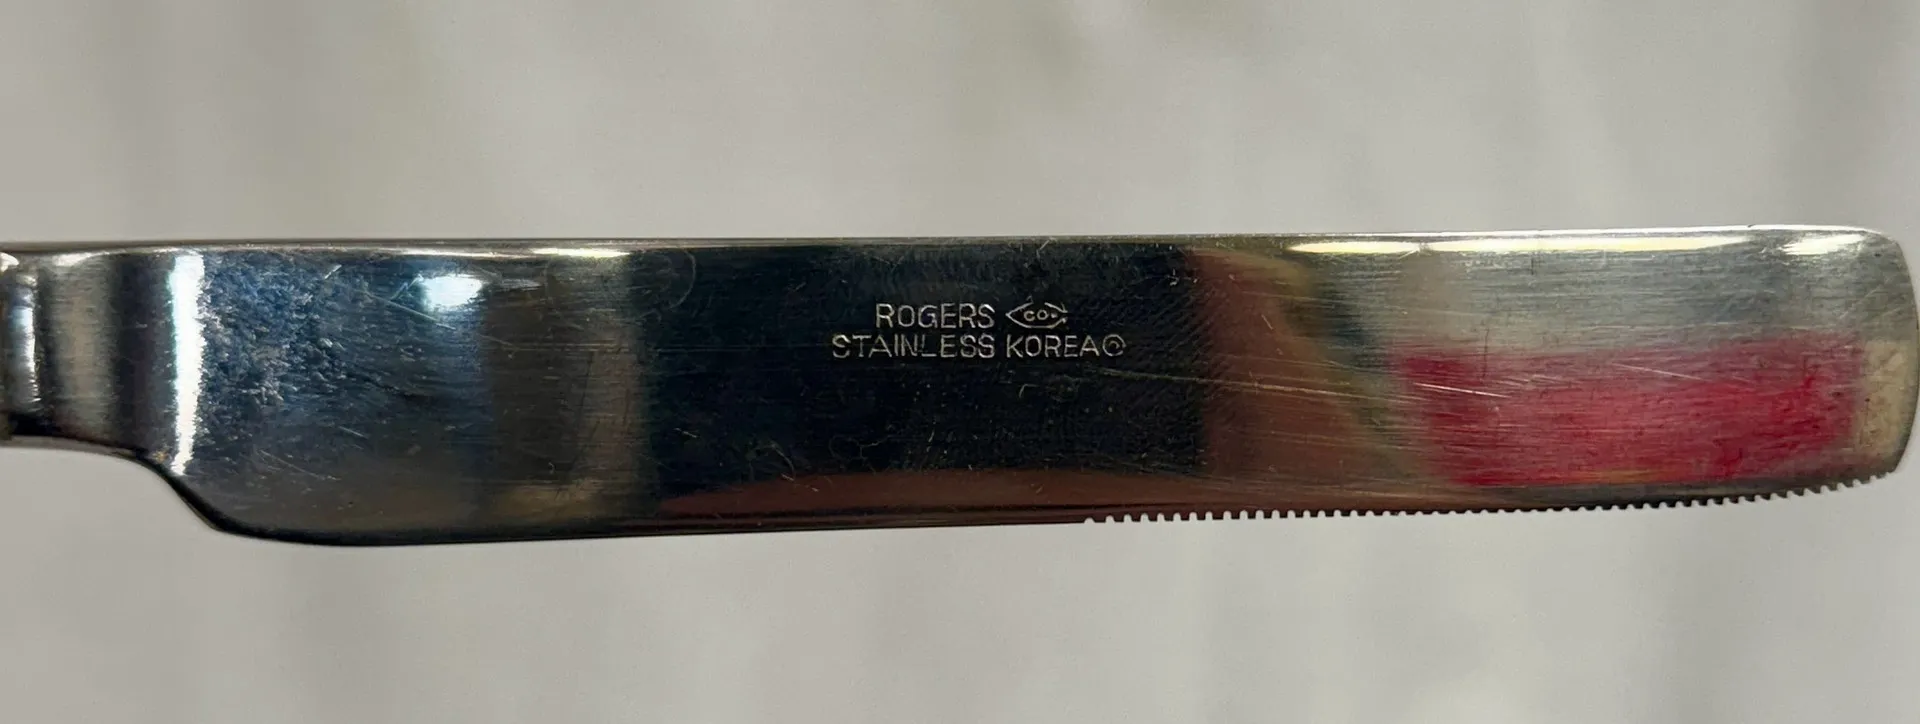 ROGERS CO.
STAINLESS KOREA